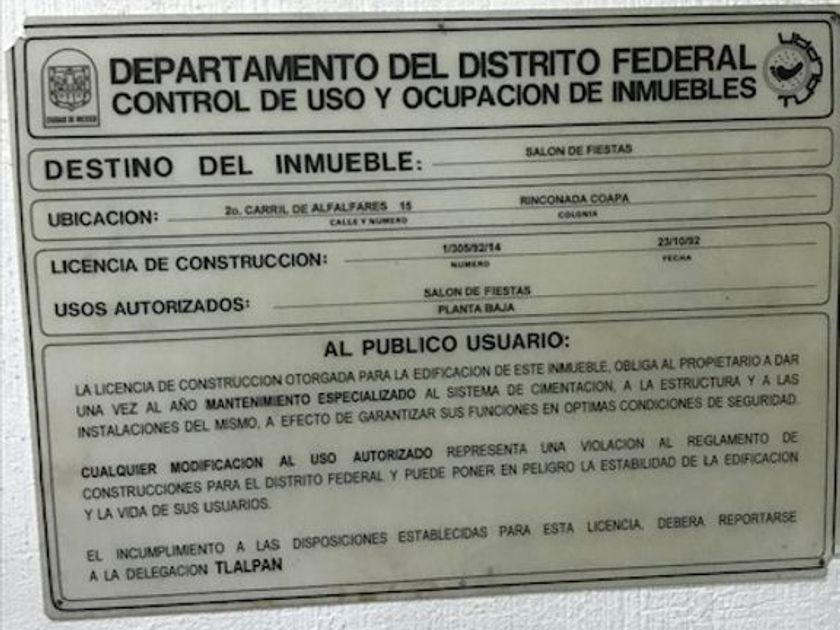 DEPARTAMENTO DEL DISTRITO FEDERAL
CONTROL DE USO Y OCUPACION DE INMUEBLES
CIUDAD DE MEXICO
DESTINO DEL INMUEBLE: SALON DE FIESTAS
UBICACION: 2o. CARRIL DE ALFALFARES 15 RINCONADA COAPA
CALLE Y NUMERO COLONIA
LICENCIA DE CONSTRUCCION: 1/305/92/14 23/10/92
NUMERO FECHA
USOS AUTORIZADOS: SALON DE FIESTAS
PLANTA BAJA
AL PUBLICO USUARIO:
LA LICENCIA DE CONSTRUCCION OTORGADA PARA LA EDIFICACION DE ESTE INMUEBLE, OBLIGA AL PROPIETARIO A DAR
UNA VEZ AL AÑO MANTENIMIENTO ESPECIALIZADO AL SISTEMA DE CIMENTACION, A LA ESTRUCTURA Y A LAS
INSTALACIONES DEL MISMO, A EFECTO DE GARANTIZAR SUS FUNCIONES EN OPTIMAS CONDICIONES DE SEGURIDAD.
CUALQUIER MODIFICACION AL USO AUTORIZADO REPRESENTA UNA VIOLACION AL REGLAMENTO DE
CONSTRUCCIONES PARA EL DISTRITO FEDERAL Y PUEDE PONER EN PELIGRO LA ESTABILIDAD DE LA EDIFICACION
Y LA VIDA DE SUS USUARIOS.
EL INCUMPLIMIENTO A LAS DISPOSICIONES ESTABLECIDAS PARA ESTA LICENCIA, DEBERA REPORTARSE
A LA DELEGACION TLALPAN